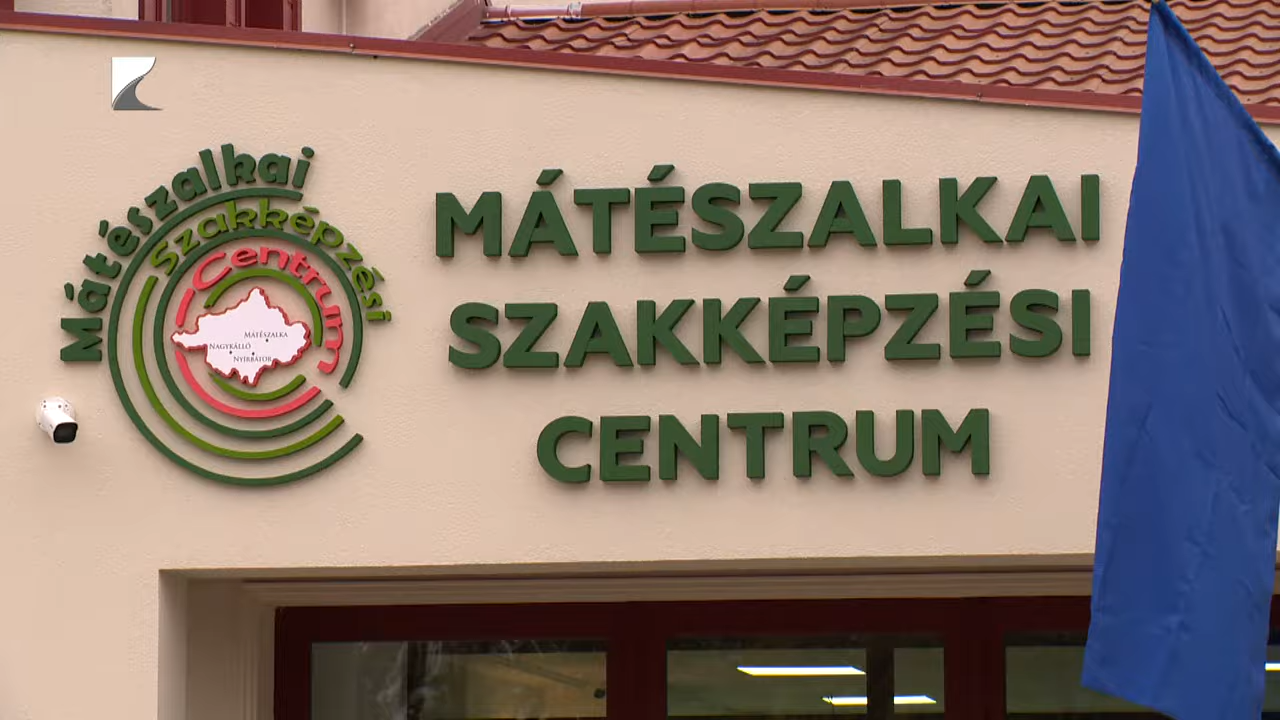 Mátészalkai
Szakképzési
Centrum
MÁTÉSZALKA
NAGYKÁLLÓ
NYÍRBÁTOR
MÁTÉSZALKAI
SZAKKÉPZÉSI
CENTRUM